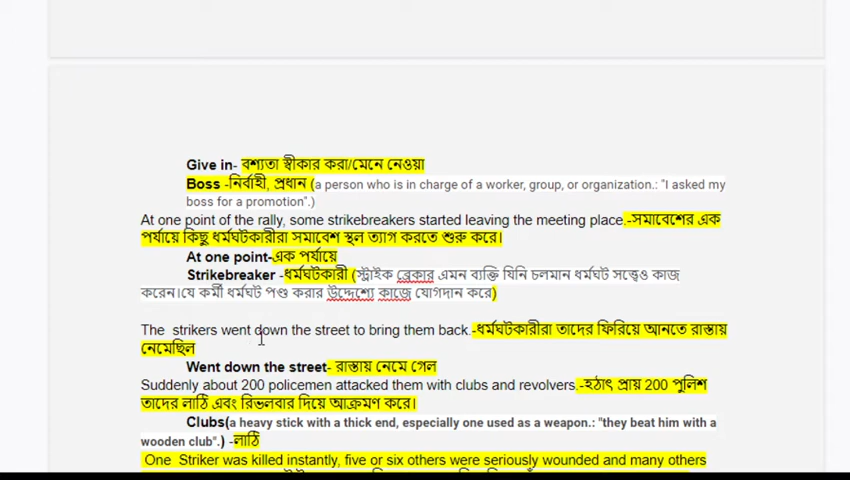 Give in- বশ্যতা স্বীকার করা/মেনে নেওয়া
Boss -নির্বাহী, প্রধান (a person who is in charge of a worker, group, or organization.: "I asked my
boss for a promotion".)
At one point of the rally, some strikebreakers started leaving the meeting place.-সমাবেশের এক
পর্যায়ে কিছু ধর্মঘটকারীরা সমাবেশ স্থল ত্যাগ করতে শুরু করে।
At one point-এক পর্যায়ে
Strikebreaker -ধর্মঘটকারী (স্ট্রাইক ব্রেকার এমন ব্যক্তি যিনি চলমান ধর্মঘট সত্ত্বেও কাজ
করেন।যে কর্মী ধর্মঘট পণ্ড করার উদ্দেশ্যে কাজে যোগদান করে)
The strikers went down the street to bring them back.-ধর্মঘটকারীরা তাদের ফিরিয়ে আনতে রাস্তায়
নেমেছিল
Went down the street- রাস্তায় নেমে গেল
Suddenly about 200 policemen attacked them with clubs and revolvers.-হঠাৎ প্রায় 200 পুলিশ
তাদের লাঠি এবং রিভলবার দিয়ে আক্রমণ করে।
Clubs(a heavy stick with a thick end, especially one used as a weapon.: "they beat him with a
wooden club".) -লাঠি
One Striker was killed instantly, five or six others were seriously wounded and many others